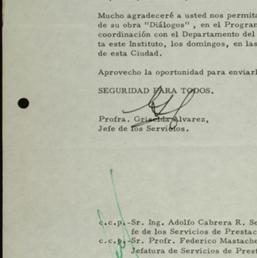 Mucho agradeceré a usted nos permita
de su obra "Diálogos", en el Program
coordinación con el Departamento del
ta este Instituto, los domingos, en las
de esta Ciudad.
Aprovecho la oportunidad para enviarl
SEGURIDAD PARA TODOS.
Profra. Griselda Alvarez,
Jefe de los Servicios.
c.c.p.-Sr. Ing. Adolfo Cabrera R. Se
fe de los Servicios de Prestac
c.c.p.-Sr. Profr. Federico Mastache
Jefatura de Servicios de Prest